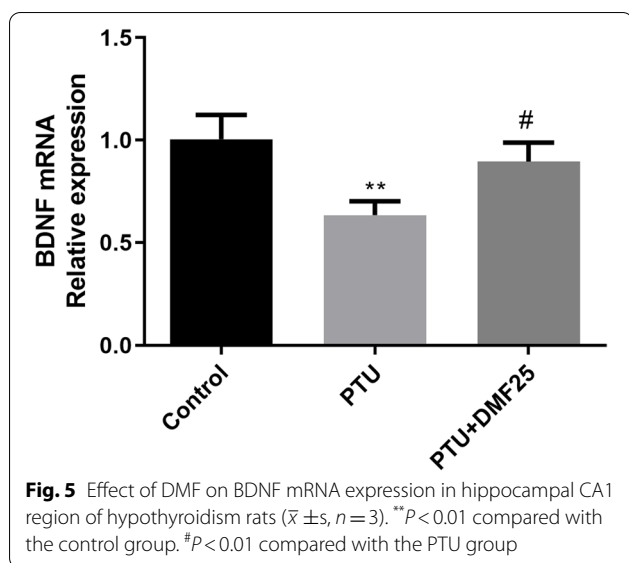 BDNF mRNA
Relative expression
1.5
1.0
0.5
0.0
**
#
Control
PTU
PTU+DMF25
Fig. 5 Effect of DMF on BDNF mRNA expression in hippocampal CA1
region of hypothyroidism rats (x̅ ±s, n = 3). **P < 0.01 compared with
the control group. #P < 0.01 compared with the PTU group